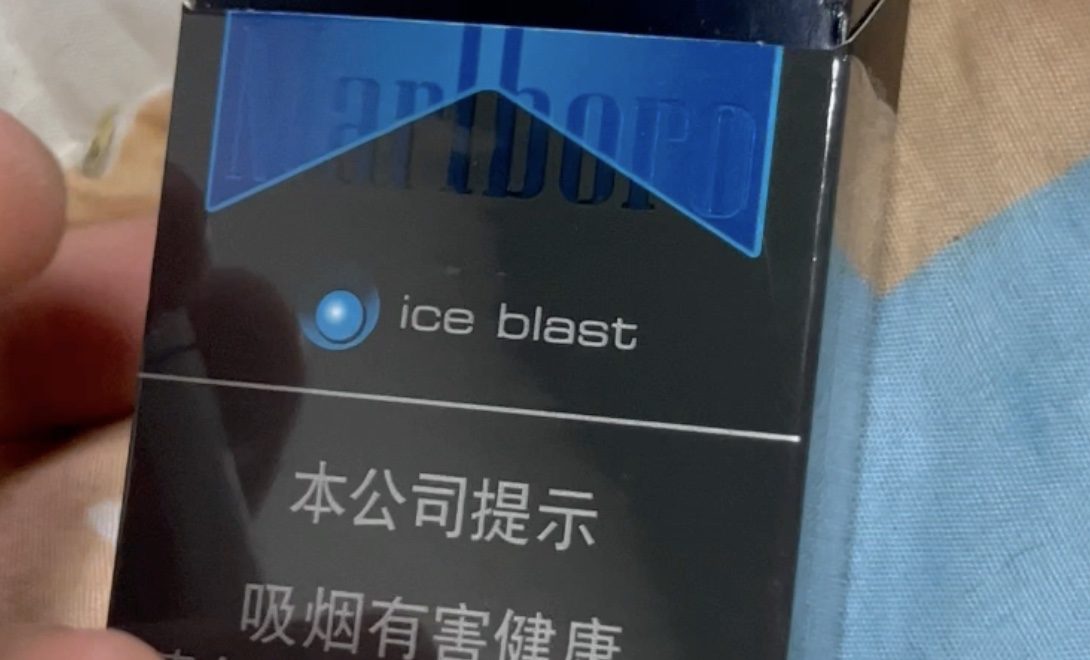 Marlboro
ice blast
本公司提示
吸烟有害健康